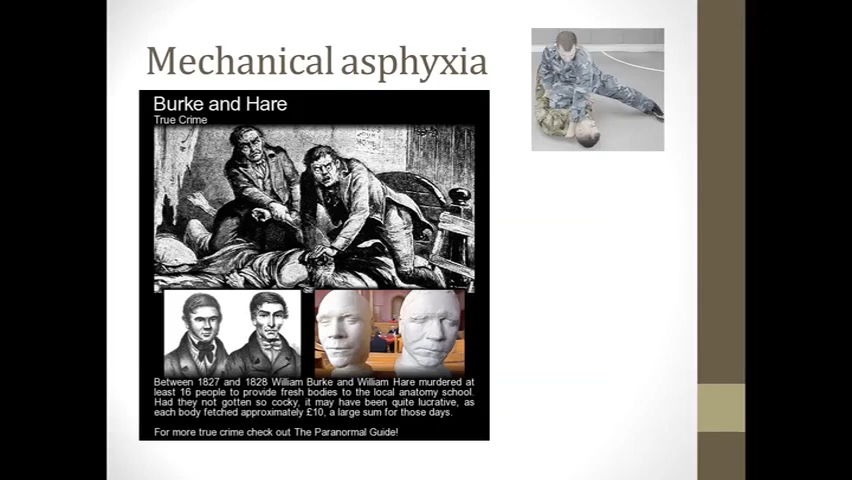 Mechanical asphyxia
Burke and Hare
True Crime
Between 1827 and 1828 William Burke and William Hare murdered at
least 16 people to provide fresh bodies to the local anatomy school.
Had they not gotten so cocky, it may have been quite lucrative, as
each body fetched approximately £10, a large sum for those days.
For more true crime check out The Paranormal Guide!